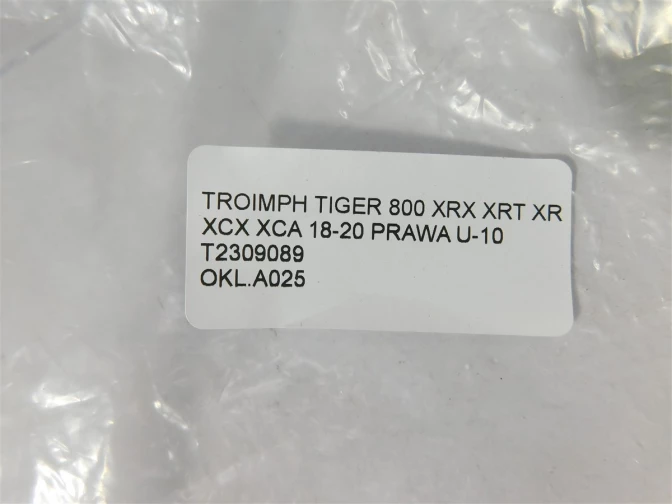 TROIMPH TIGER 800 XRX XRT XR
XCX XCA 18-20 PRAWA U-10
T2309089
OKL.A025